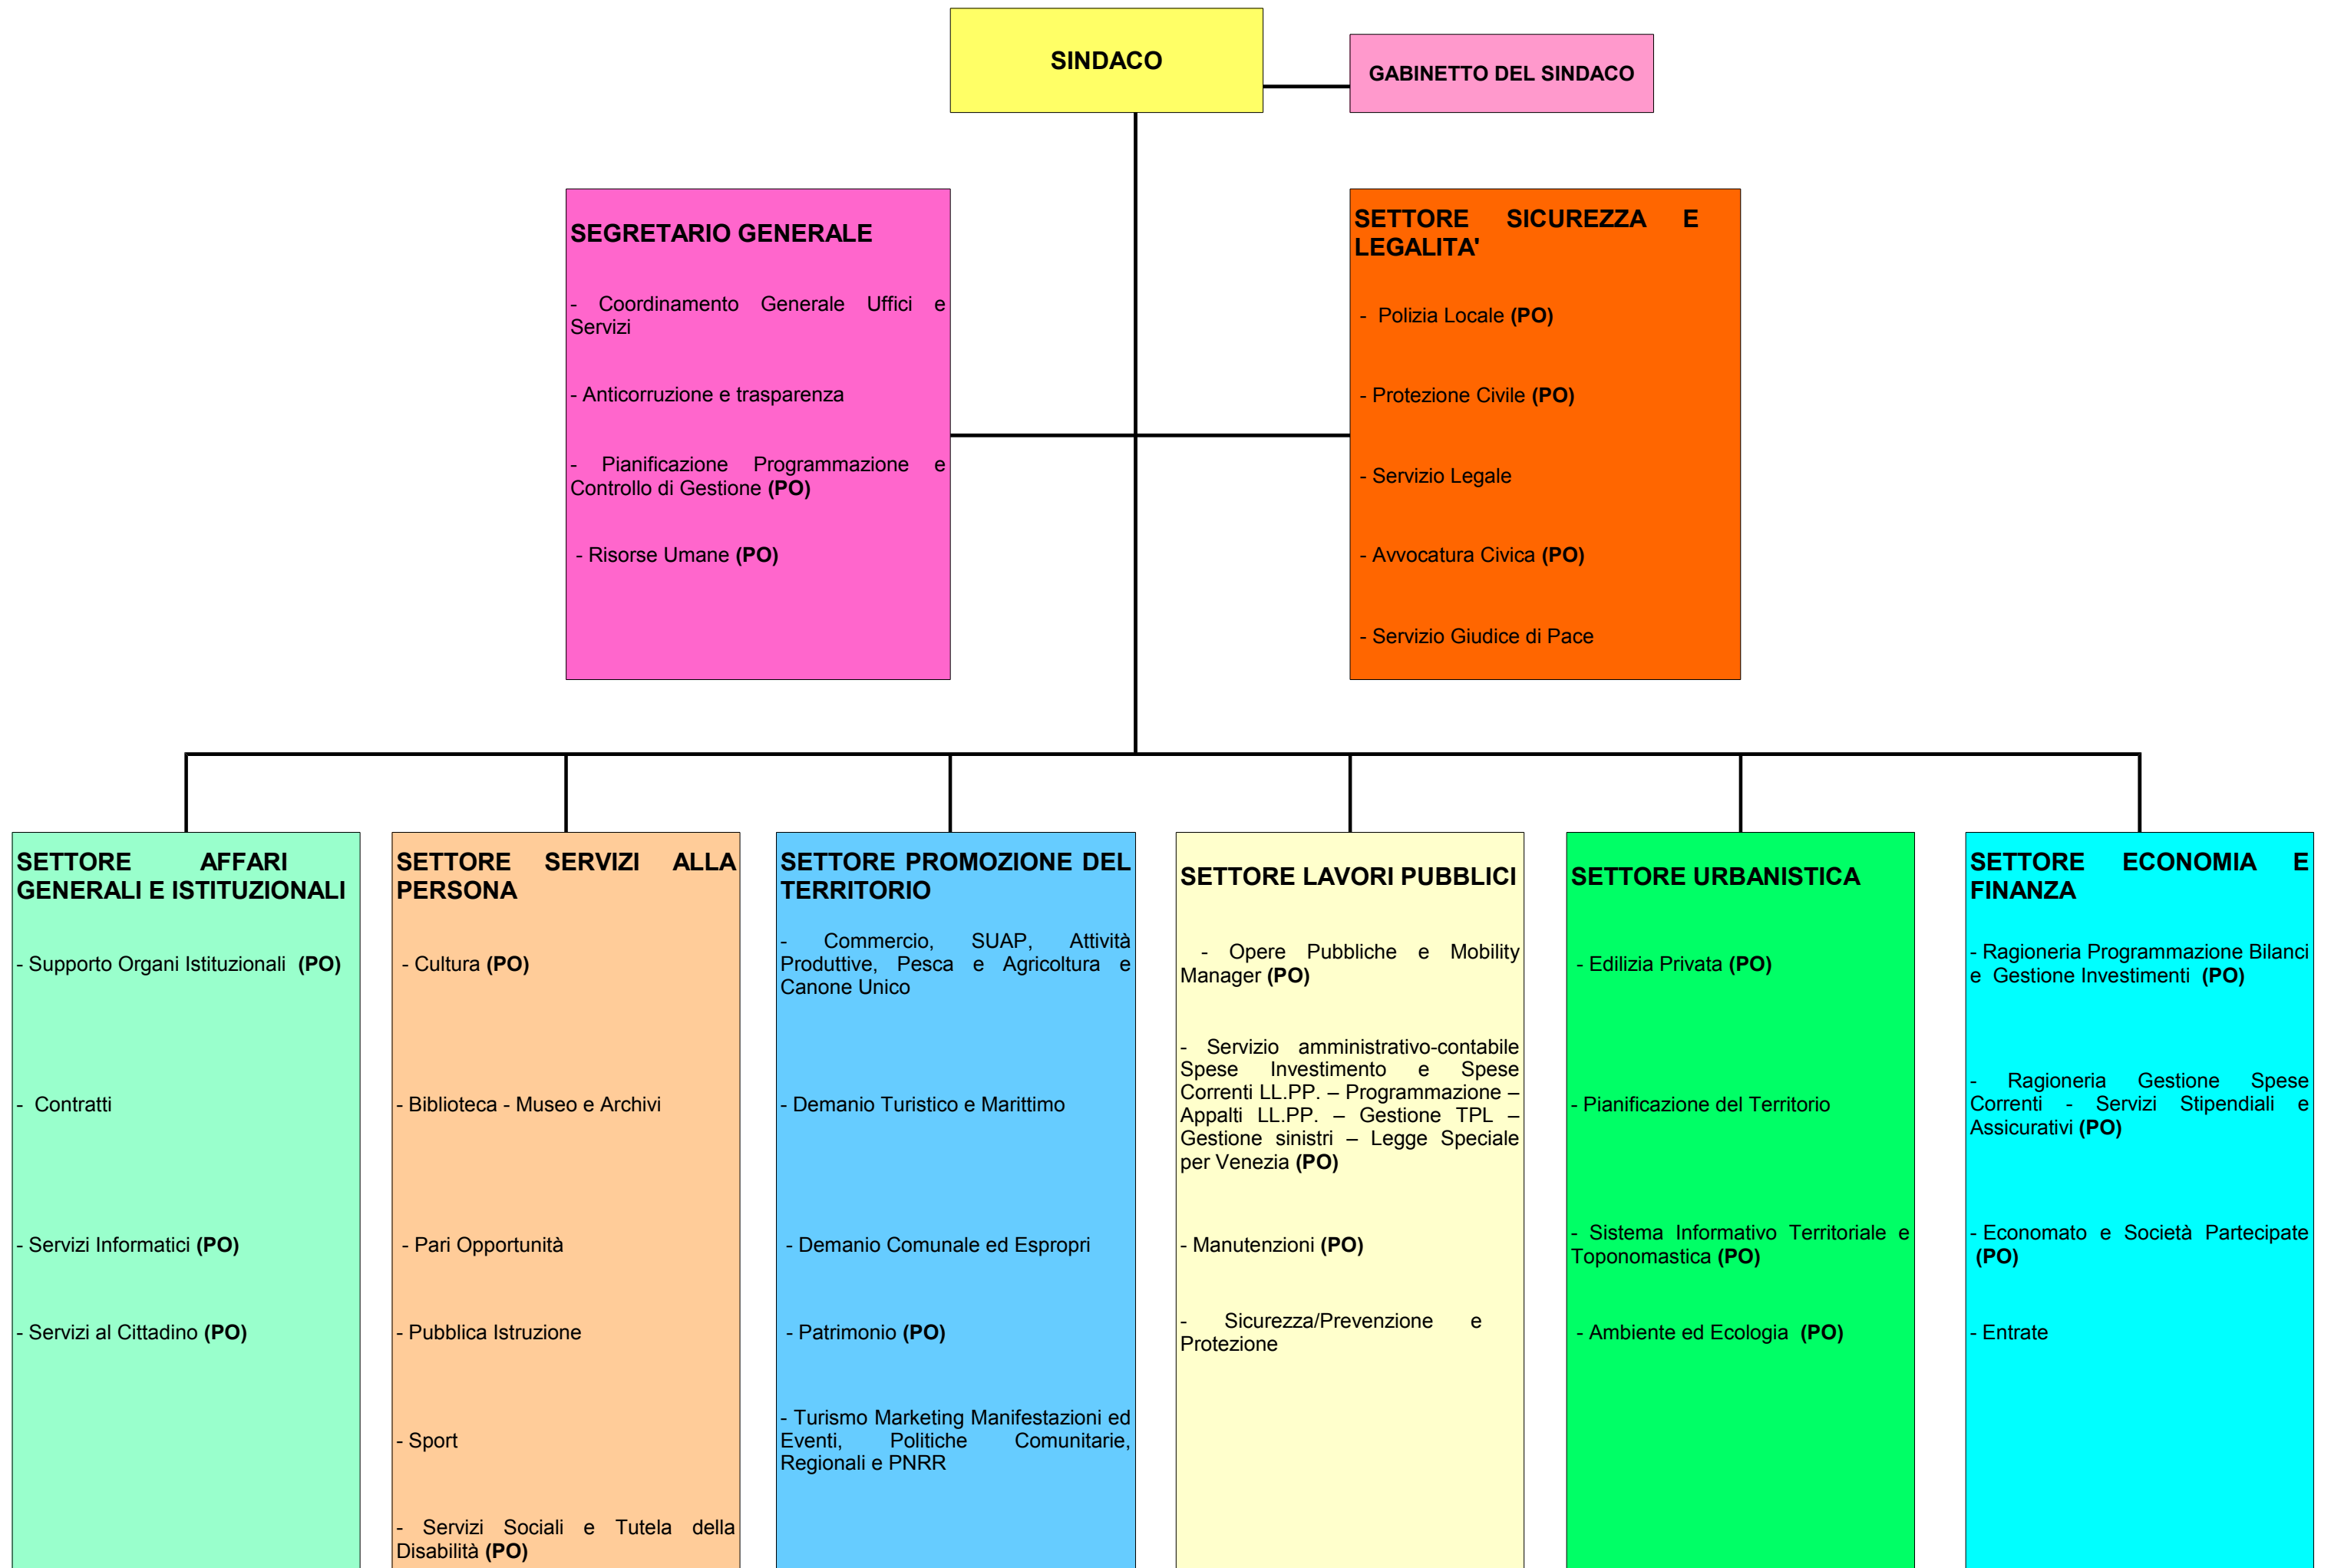 SINDACO
GABINETTO DEL SINDACO
SEGRETARIO GENERALE
- Coordinamento Generale Uffici e
Servizi
- Anticorruzione e trasparenza
- Pianificazione Programmazione e
Controllo di Gestione (PO)
- Risorse Umane (PO)
SETTORE SICUREZZA E
LEGALITA'
- Polizia Locale (PO)
- Protezione Civile (PO)
- Servizio Legale
- Avvocatura Civica (PO)
- Servizio Giudice di Pace
SETTORE AFFARI
GENERALI E ISTITUZIONALI
- Supporto Organi Istituzionali (PO)
- Contratti
- Servizi Informatici (PO)
- Servizi al Cittadino (PO)
SETTORE SERVIZI ALLA
PERSONA
- Cultura (PO)
- Biblioteca - Museo e Archivi
- Pari Opportunità
- Pubblica Istruzione
- Sport
- Servizi Sociali e Tutela della
Disabilità (PO)
SETTORE PROMOZIONE DEL
TERRITORIO
- Commercio, SUAP, Attività
Produttive, Pesca e Agricoltura e
Canone Unico
- Demanio Turistico e Marittimo
- Demanio Comunale ed Espropri
- Patrimonio (PO)
- Turismo Marketing Manifestazioni ed
Eventi, Politiche Comunitarie,
Regionali e PNRR
SETTORE LAVORI PUBBLICI
- Opere Pubbliche e Mobility
Manager (PO)
- Servizio amministrativo-contabile
Spese Investimento e Spese
Correnti LL.PP. – Programmazione –
Appalti LL.PP. – Gestione TPL –
Gestione sinistri – Legge Speciale
per Venezia (PO)
- Manutenzioni (PO)
- Sicurezza/Prevenzione e
Protezione
SETTORE URBANISTICA
- Edilizia Privata (PO)
- Pianificazione del Territorio
- Sistema Informativo Territoriale e
Toponomastica (PO)
- Ambiente ed Ecologia (PO)
SETTORE ECONOMIA E
FINANZA
- Ragioneria Programmazione Bilanci
e Gestione Investimenti (PO)
- Ragioneria Gestione Spese
Correnti - Servizi Stipendiali e
Assicurativi (PO)
- Economato e Società Partecipate
(PO)
- Entrate